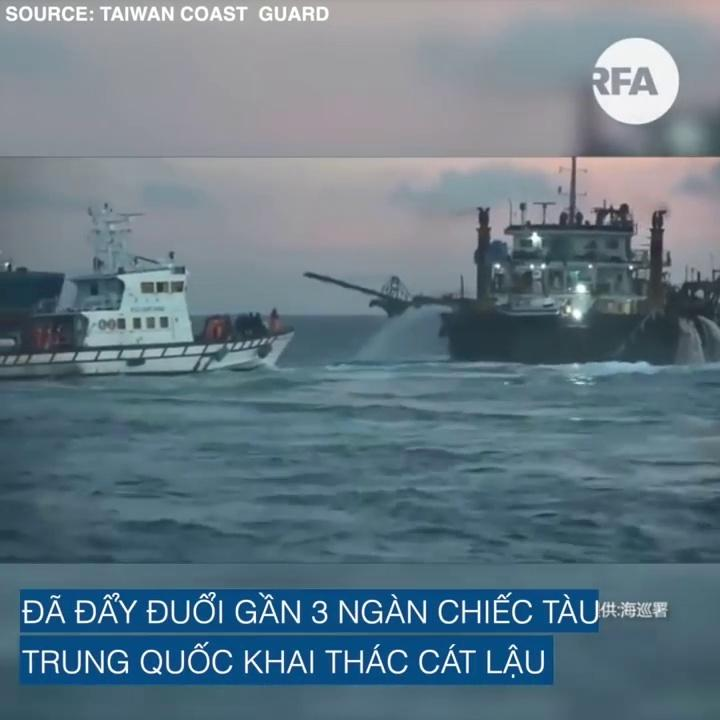 SOURCE: TAIWAN COAST GUARD
RFA
ĐÃ ĐẨY ĐUỔI GẦN 3 NGÀN CHIẾC TÀU
供:海巡署
TRUNG QUỐC KHAI THÁC CÁT LẬU